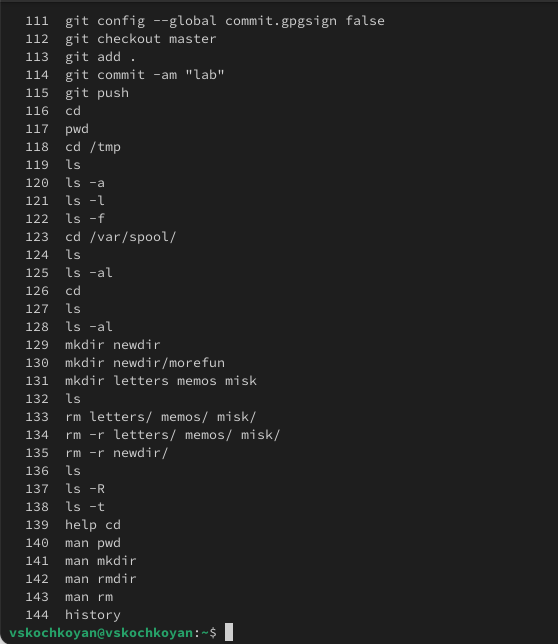 111  git config --global commit.gpgsign false
112  git checkout master
113  git add .
114  git commit -am "lab"
115  git push
116  cd
117  pwd
118  cd /tmp
119  ls
120  ls -a
121  ls -l
122  ls -f
123  cd /var/spool/
124  ls
125  ls -al
126  cd
127  ls
128  ls -al
129  mkdir newdir
130  mkdir newdir/morefun
131  mkdir letters memos misk
132  ls
133  rm letters/ memos/ misk/
134  rm -r letters/ memos/ misk/
135  rm -r newdir/
136  ls
137  ls -R
138  ls -t
139  help cd
140  man pwd
141  man mkdir
142  man rmdir
143  man rm
144  history
vskochkoyan@vskochkoyan:~$